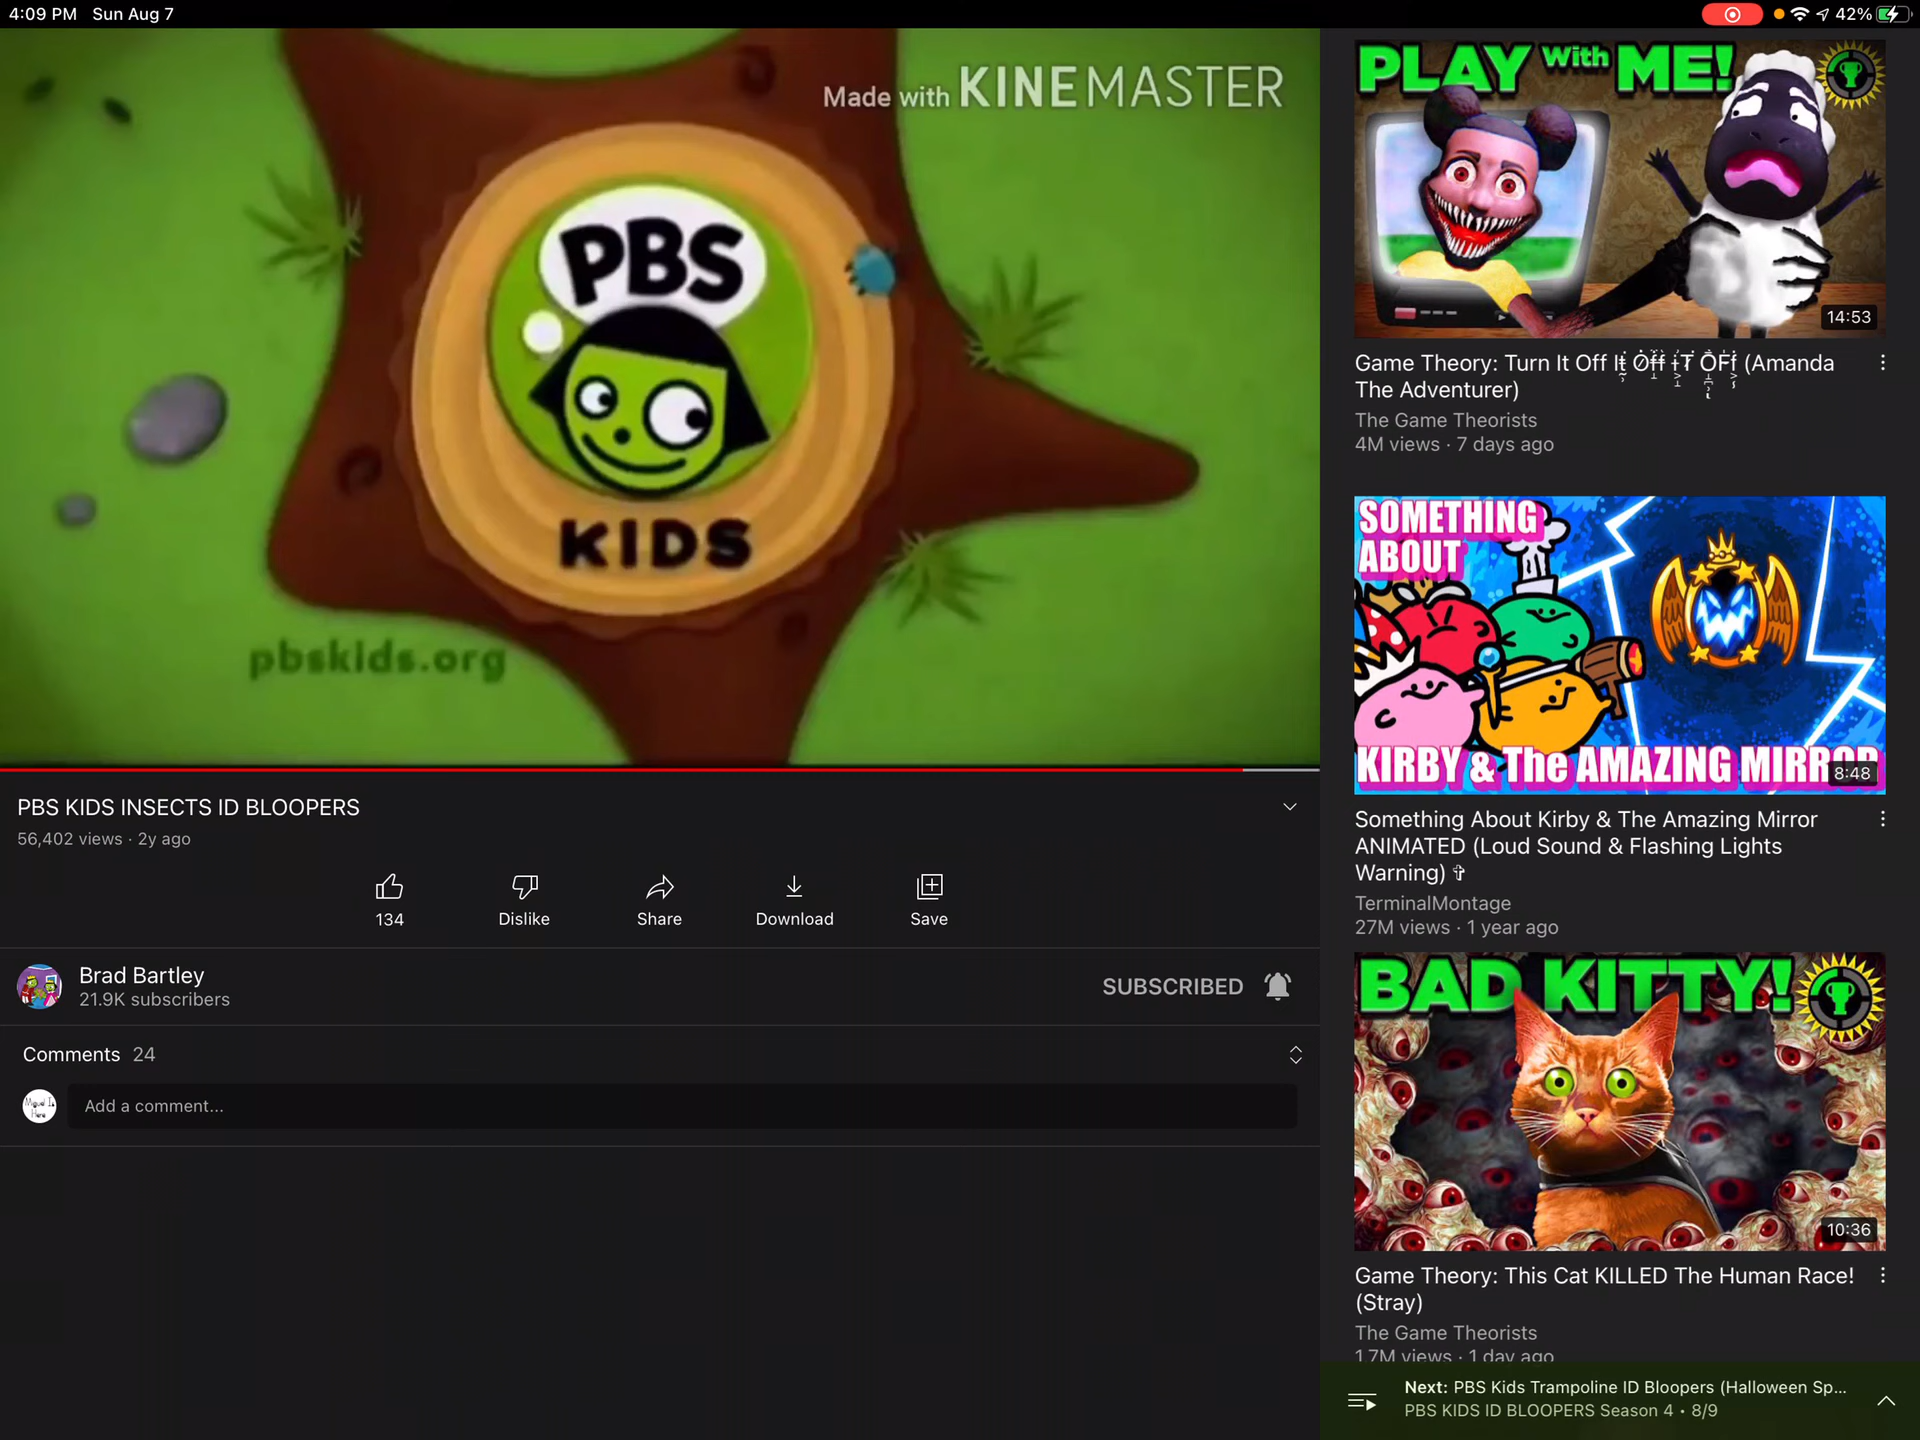 4:09 PM Sun Aug 7
42%
Made with KINEMASTER
PBS
KIDS
pbskids.org
PBS KIDS INSECTS ID BLOOPERS
56,402 views · 2y ago
134
Dislike
Share
Download
Save
Brad Bartley
21.9K subscribers
SUBSCRIBED
Comments 24
Add a comment...
PLAY With ME!
14:53
Game Theory: Turn It Off
(Amanda
The Adventurer)
The Game Theorists
4M views · 7 days ago
SOMETHING
ABOUT
KIRBY & The AMAZING MIRROR
8:48
Something About Kirby & The Amazing Mirror
ANIMATED (Loud Sound & Flashing Lights
Warning) ✞
TerminalMontage
27M views · 1 year ago
BAD KITTY!
10:36
Game Theory: This Cat KILLED The Human Race!
(Stray)
The Game Theorists
1.7M views · 1 day ago
Next: PBS Kids Trampoline ID Bloopers (Halloween Sp...
PBS KIDS ID BLOOPERS Season 4 • 8/9